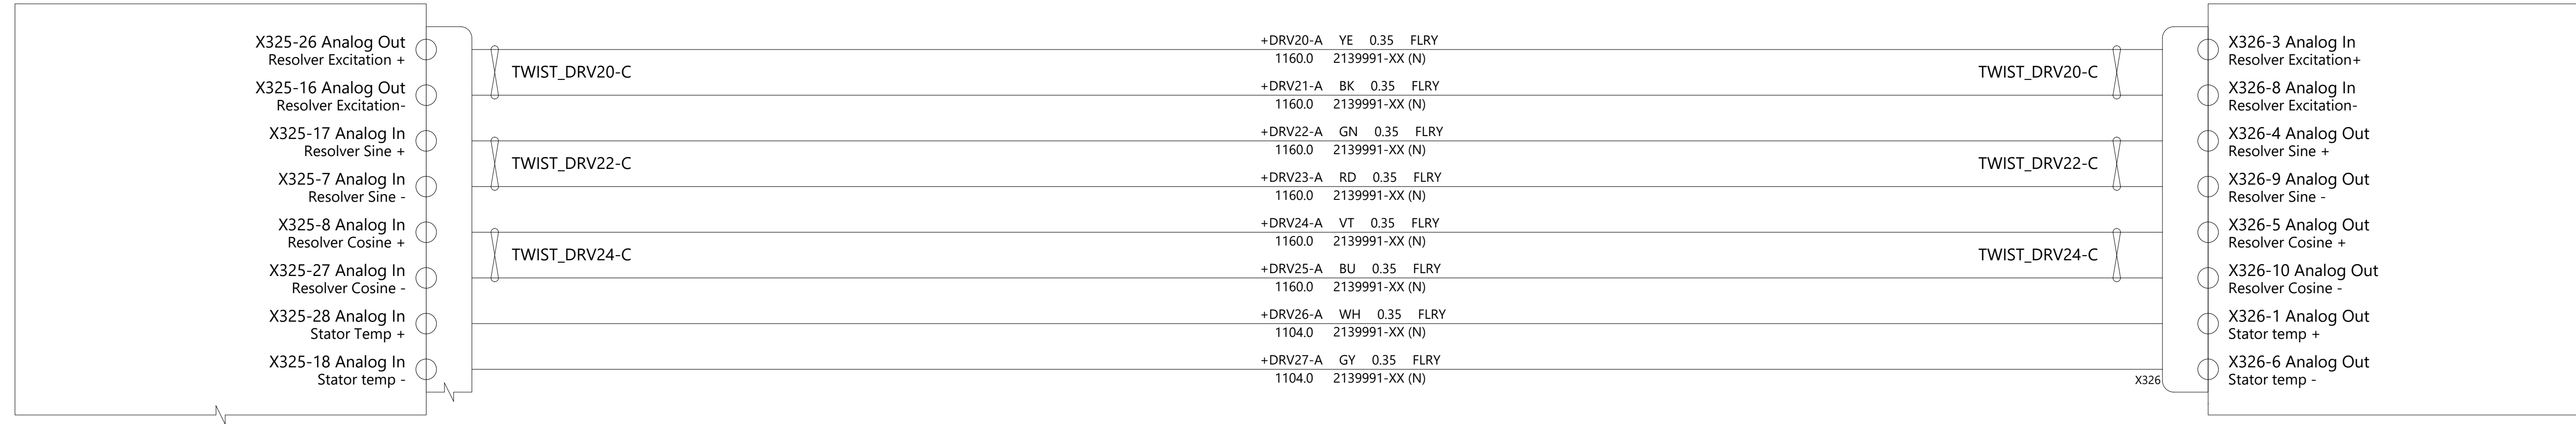 X325-26 Analog Out
Resolver Excitation +
X325-16 Analog Out
Resolver Excitation-
X325-17 Analog In
Resolver Sine +
X325-7 Analog In
Resolver Sine -
X325-8 Analog In
Resolver Cosine +
X325-27 Analog In
Resolver Cosine -
X325-28 Analog In
Stator Temp +
X325-18 Analog In
Stator temp -
TWIST_DRV20-C
TWIST_DRV22-C
TWIST_DRV24-C
+DRV20-A YE 0.35 FLRY
1160.0 2139991-XX (N)
+DRV21-A BK 0.35 FLRY
1160.0 2139991-XX (N)
+DRV22-A GN 0.35 FLRY
1160.0 2139991-XX (N)
+DRV23-A RD 0.35 FLRY
1160.0 2139991-XX (N)
+DRV24-A VT 0.35 FLRY
1160.0 2139991-XX (N)
+DRV25-A BU 0.35 FLRY
1160.0 2139991-XX (N)
+DRV26-A WH 0.35 FLRY
1104.0 2139991-XX (N)
+DRV27-A GY 0.35 FLRY
1104.0 2139991-XX (N)
TWIST_DRV20-C
TWIST_DRV22-C
TWIST_DRV24-C
X326
X326-3 Analog In
Resolver Excitation+
X326-8 Analog In
Resolver Excitation-
X326-4 Analog Out
Resolver Sine +
X326-9 Analog Out
Resolver Sine -
X326-5 Analog Out
Resolver Cosine +
X326-10 Analog Out
Resolver Cosine -
X326-1 Analog Out
Stator temp +
X326-6 Analog Out
Stator temp -